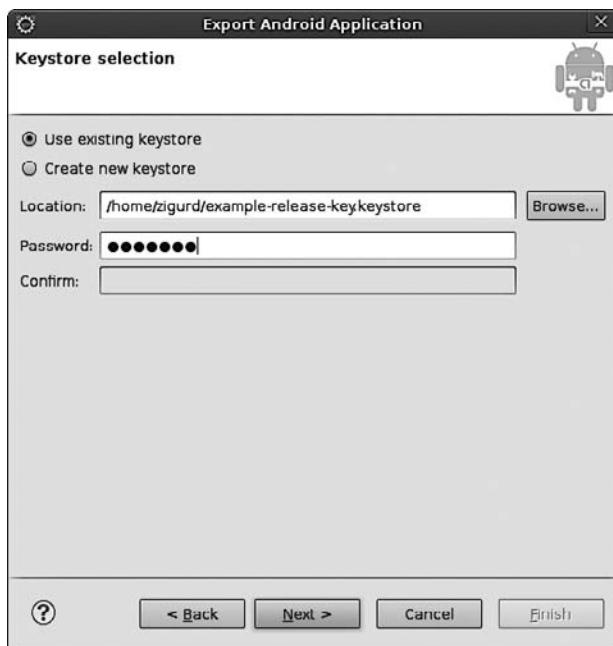 Export Android Application
Keystore selection
Use existing keystore
Create new keystore
Location: /home/zigurd/example-release-key.keystore Browse...
Password: ●●●●●●●
Confirm:
? < Back Next > Cancel Finish